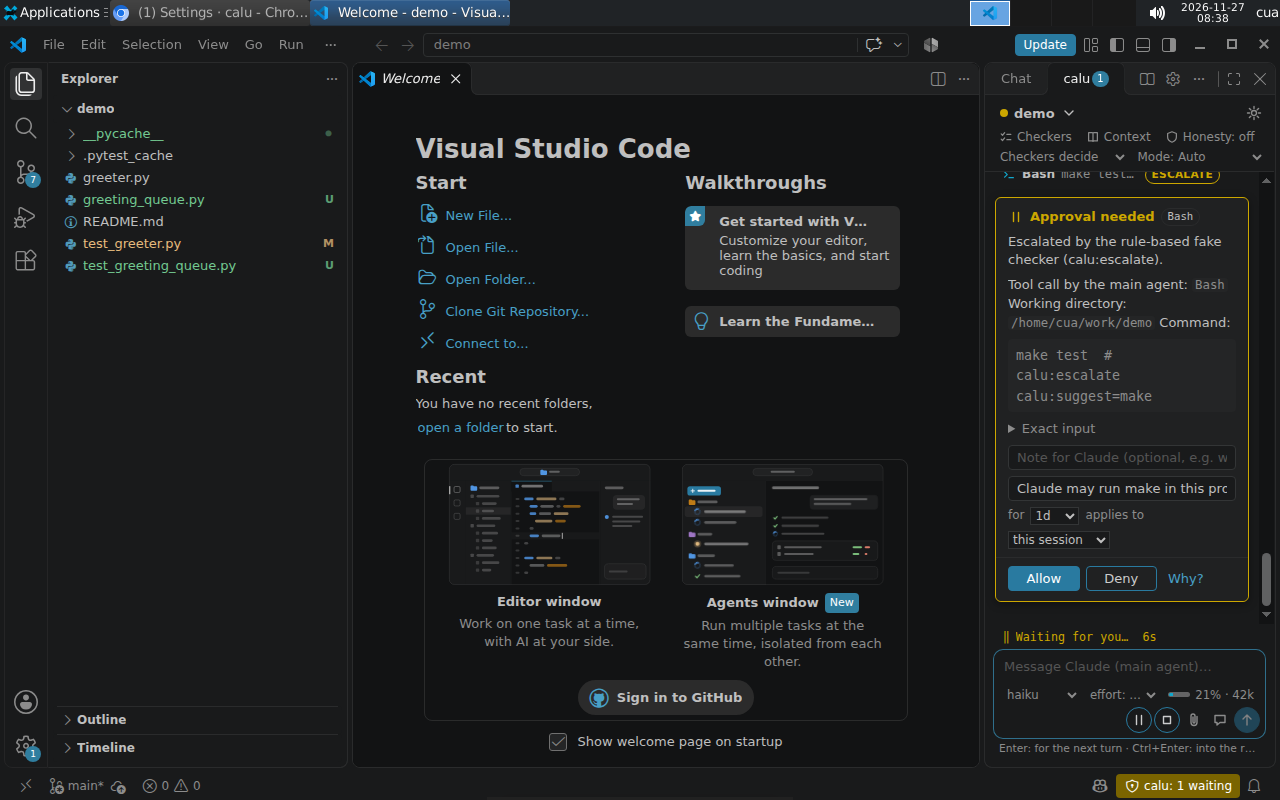 Applications
(1) Settings · calu - Chro...
Welcome - demo - Visua...
2026-11-27
08:38
cua
File Edit Selection View Go Run ···
demo
Update
Explorer
demo
__pycache__
.pytest_cache
greeter.py
greeting_queue.py U
README.md
test_greeter.py M
test_greeting_queue.py U
7
1
Outline
Timeline
Welcome
Visual Studio Code
Start
New File...
Open File...
Open Folder...
Clone Git Repository...
Connect to...
Recent
You have no recent folders,
open a folder to start.
Walkthroughs
Get started with V...
Customize your editor,
learn the basics, and start
coding
Learn the Fundame...
Editor window
Work on one task at a time,
with AI at your side.
Agents window New
Run multiple tasks at the
same time, isolated from each
other.
Sign in to GitHub
Show welcome page on startup
Chat calu 1
demo
Checkers Context Honesty: off
Checkers decide Mode: Auto
Bash make test… ESCALATE
Approval needed Bash
Escalated by the rule-based fake
checker (calu:escalate).
Tool call by the main agent: Bash
Working directory:
/home/cua/work/demo Command:
make test #
calu:escalate
calu:suggest=make
Exact input
Note for Claude (optional, e.g. w
Claude may run make in this pro
for 1d applies to
this session
Allow Deny Why?
Waiting for you… 6s
Message Claude (main agent)…
haiku effort: ... 21% · 42k
Enter: for the next turn · Ctrl+Enter: into the r…
main* 0 0
calu: 1 waiting